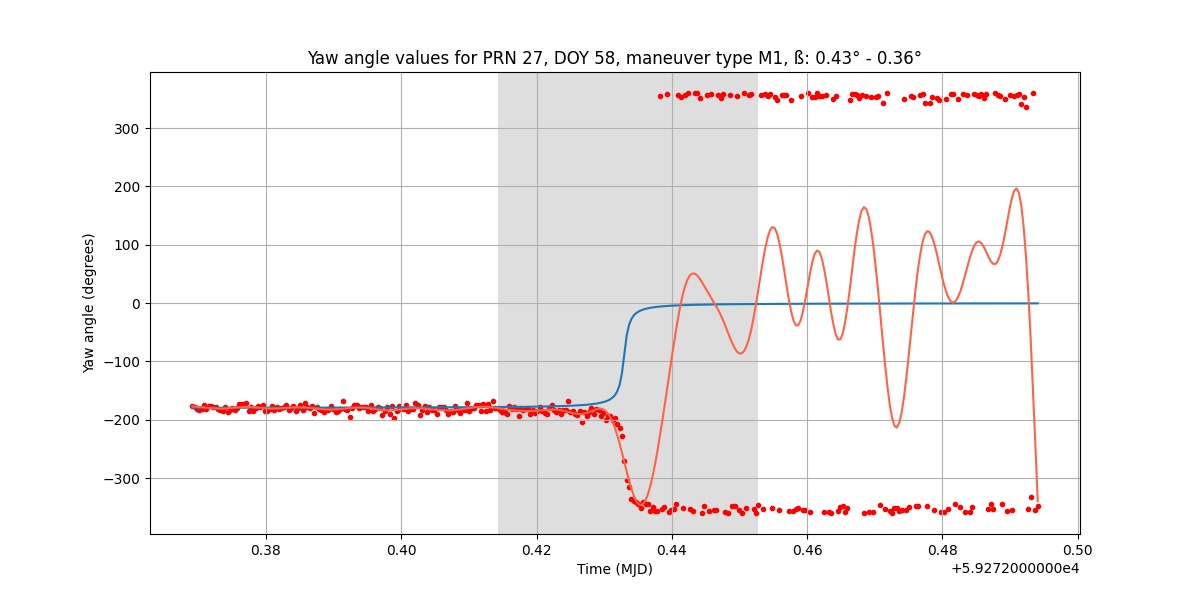 Yaw angle values for PRN 27, DOY 58, maneuver type M1, ß: 0.43° - 0.36°
Yaw angle (degrees)
300
200
100
0
−100
−200
−300
0.38 0.40 0.42 0.44 0.46 0.48 0.50
Time (MJD)
+5.9272000000e4